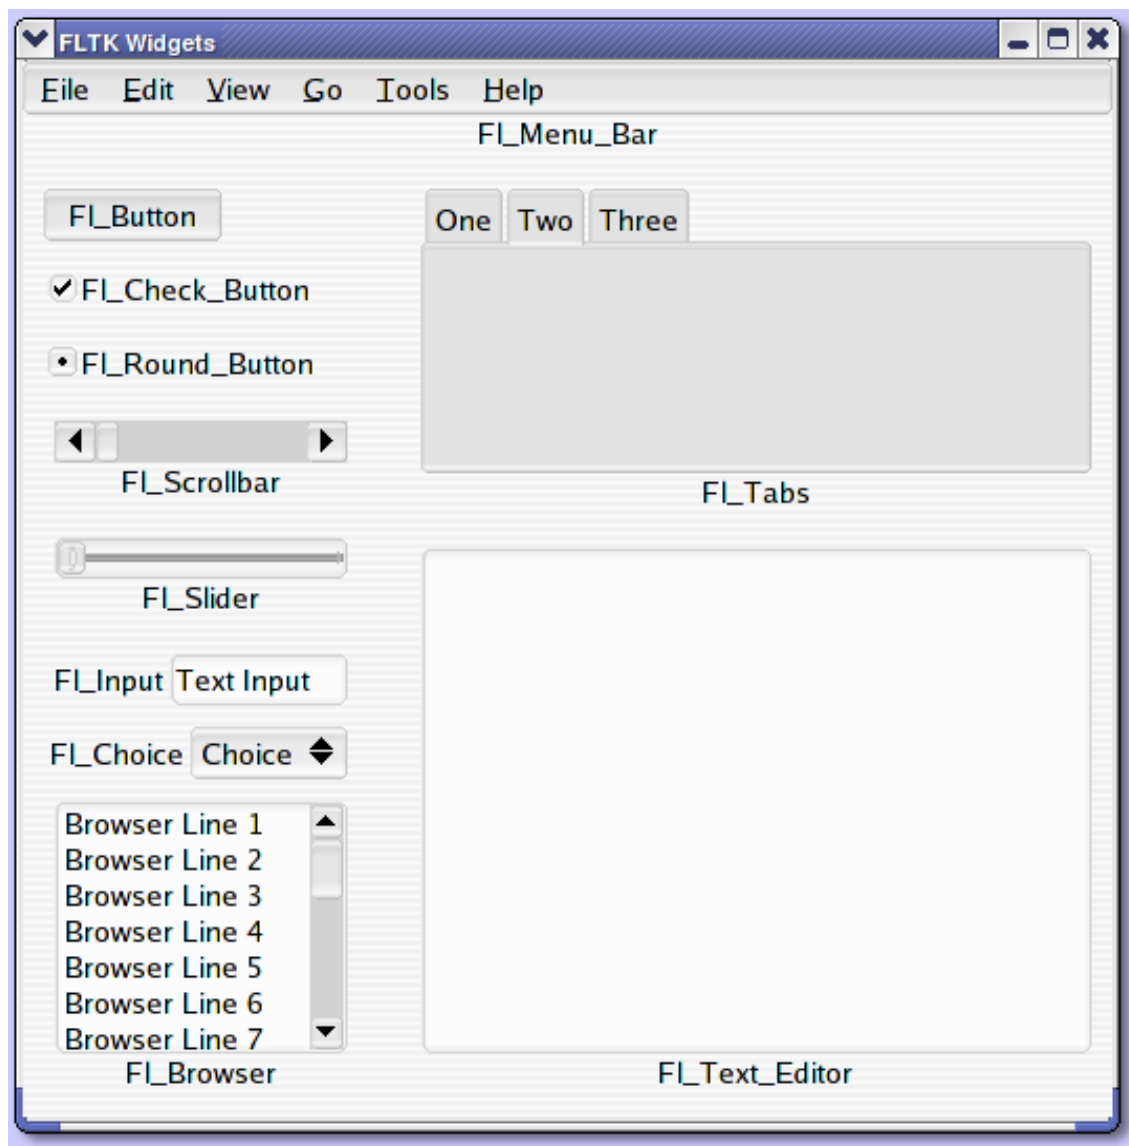 FLTK Widgets
File Edit View Go Tools Help
Fl_Menu_Bar
Fl_Button
One Two Three
Fl_Check_Button
Fl_Round_Button
Fl_Scrollbar
Fl_Tabs
Fl_Slider
Fl_Input Text Input
Fl_Choice Choice
Browser Line 1
Browser Line 2
Browser Line 3
Browser Line 4
Browser Line 5
Browser Line 6
Browser Line 7
Fl_Browser
Fl_Text_Editor